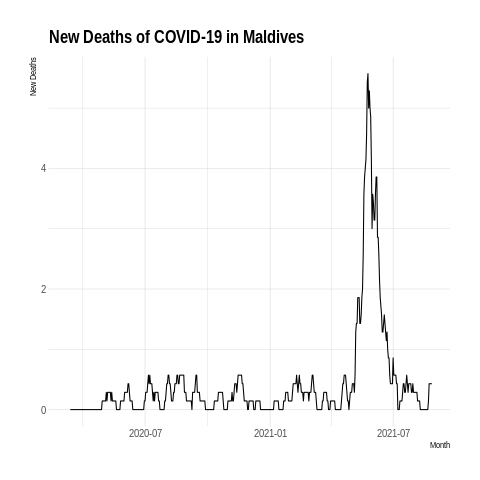 New Deaths of COVID-19 in Maldives
New Deaths
4
2
0
2020-07
2021-01
2021-07
Month